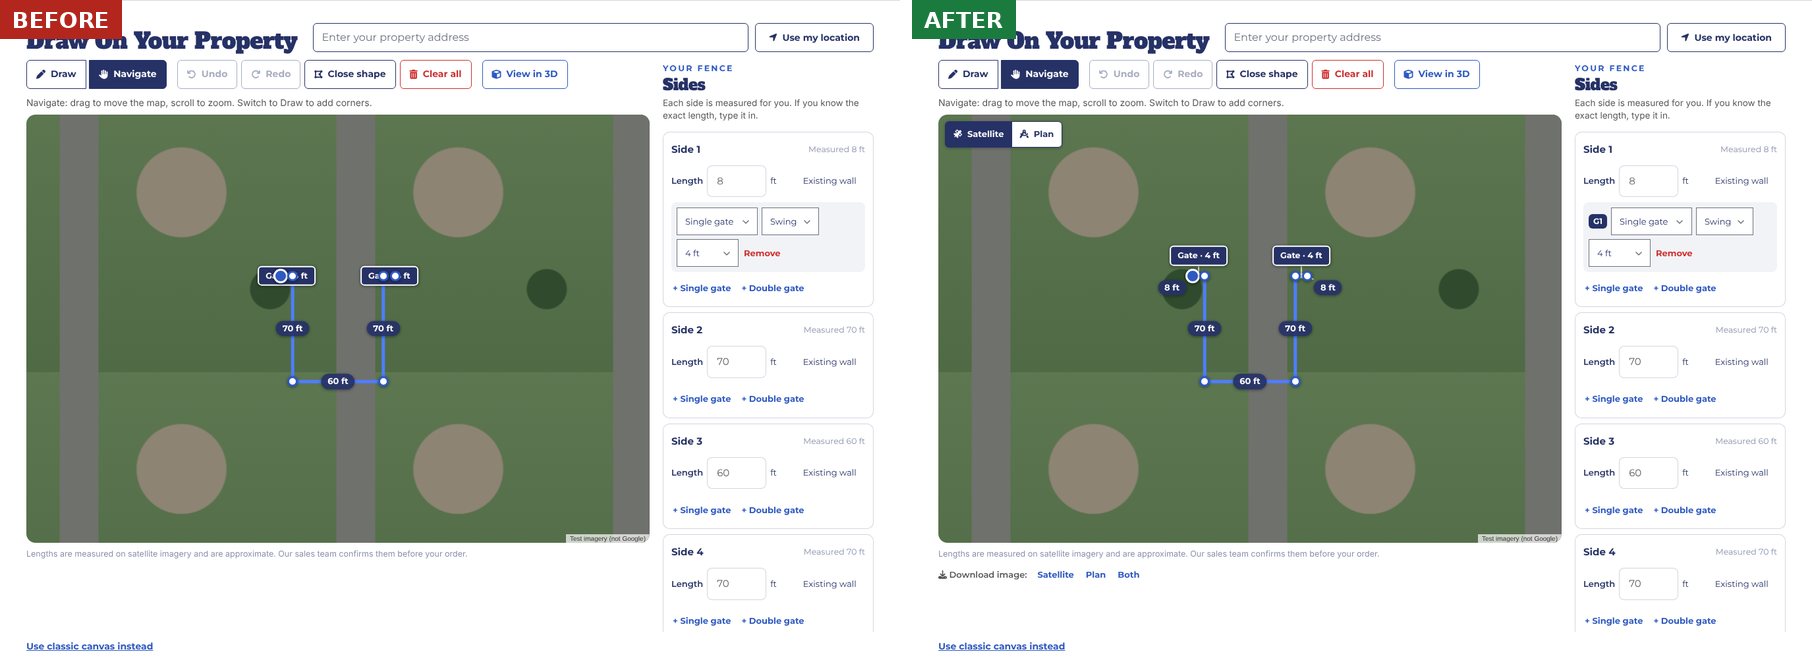 BEFORE
Draw On Your Property
Enter your property address
Use my location
Draw
Navigate
Undo
Redo
Close shape
Clear all
View in 3D
Navigate: drag to move the map, scroll to zoom. Switch to Draw to add corners.
ft
ft
70 ft
70 ft
60 ft
Test imagery (not Google)
Lengths are measured on satellite imagery and are approximate. Our sales team confirms them before your order.
YOUR FENCE
Sides
Each side is measured for you. If you know the
exact length, type it in.
Side 1 Measured 8 ft
Length 8 ft Existing wall
Single gate Swing
4 ft Remove
+ Single gate + Double gate
Side 2 Measured 70 ft
Length 70 ft Existing wall
+ Single gate + Double gate
Side 3 Measured 60 ft
Length 60 ft Existing wall
+ Single gate + Double gate
Side 4 Measured 70 ft
Length 70 ft Existing wall
+ Single gate + Double gate
Use classic canvas instead
AFTER
Draw On Your Property
Enter your property address
Use my location
Draw
Navigate
Undo
Redo
Close shape
Clear all
View in 3D
Navigate: drag to move the map, scroll to zoom. Switch to Draw to add corners.
Satellite
Plan
Gate · 4 ft
Gate · 4 ft
8 ft
8 ft
70 ft
70 ft
60 ft
Test imagery (not Google)
Lengths are measured on satellite imagery and are approximate. Our sales team confirms them before your order.
Download image: Satellite Plan Both
YOUR FENCE
Sides
Each side is measured for you. If you know the
exact length, type it in.
Side 1 Measured 8 ft
Length 8 ft Existing wall
G1 Single gate Swing
4 ft Remove
+ Single gate + Double gate
Side 2 Measured 70 ft
Length 70 ft Existing wall
+ Single gate + Double gate
Side 3 Measured 60 ft
Length 60 ft Existing wall
+ Single gate + Double gate
Side 4 Measured 70 ft
Length 70 ft Existing wall
+ Single gate + Double gate
Use classic canvas instead